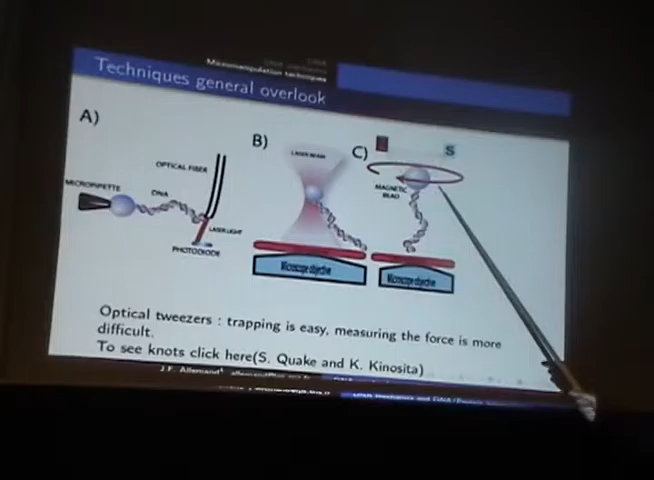 Micromanipulation techniques
Techniques general overlook
A)
B)
C)
S
OPTICAL FIBER
LASER BEAM
MICROPIPETTE
DNA
MAGNETIC
BEAD
LASER LIGHT
PHOTODIODE
Microscope objective
Microscope objective
Optical tweezers : trapping is easy, measuring the force is more
difficult.
To see knots click here(S. Quake and K. Kinosita)
J.F. Allemand